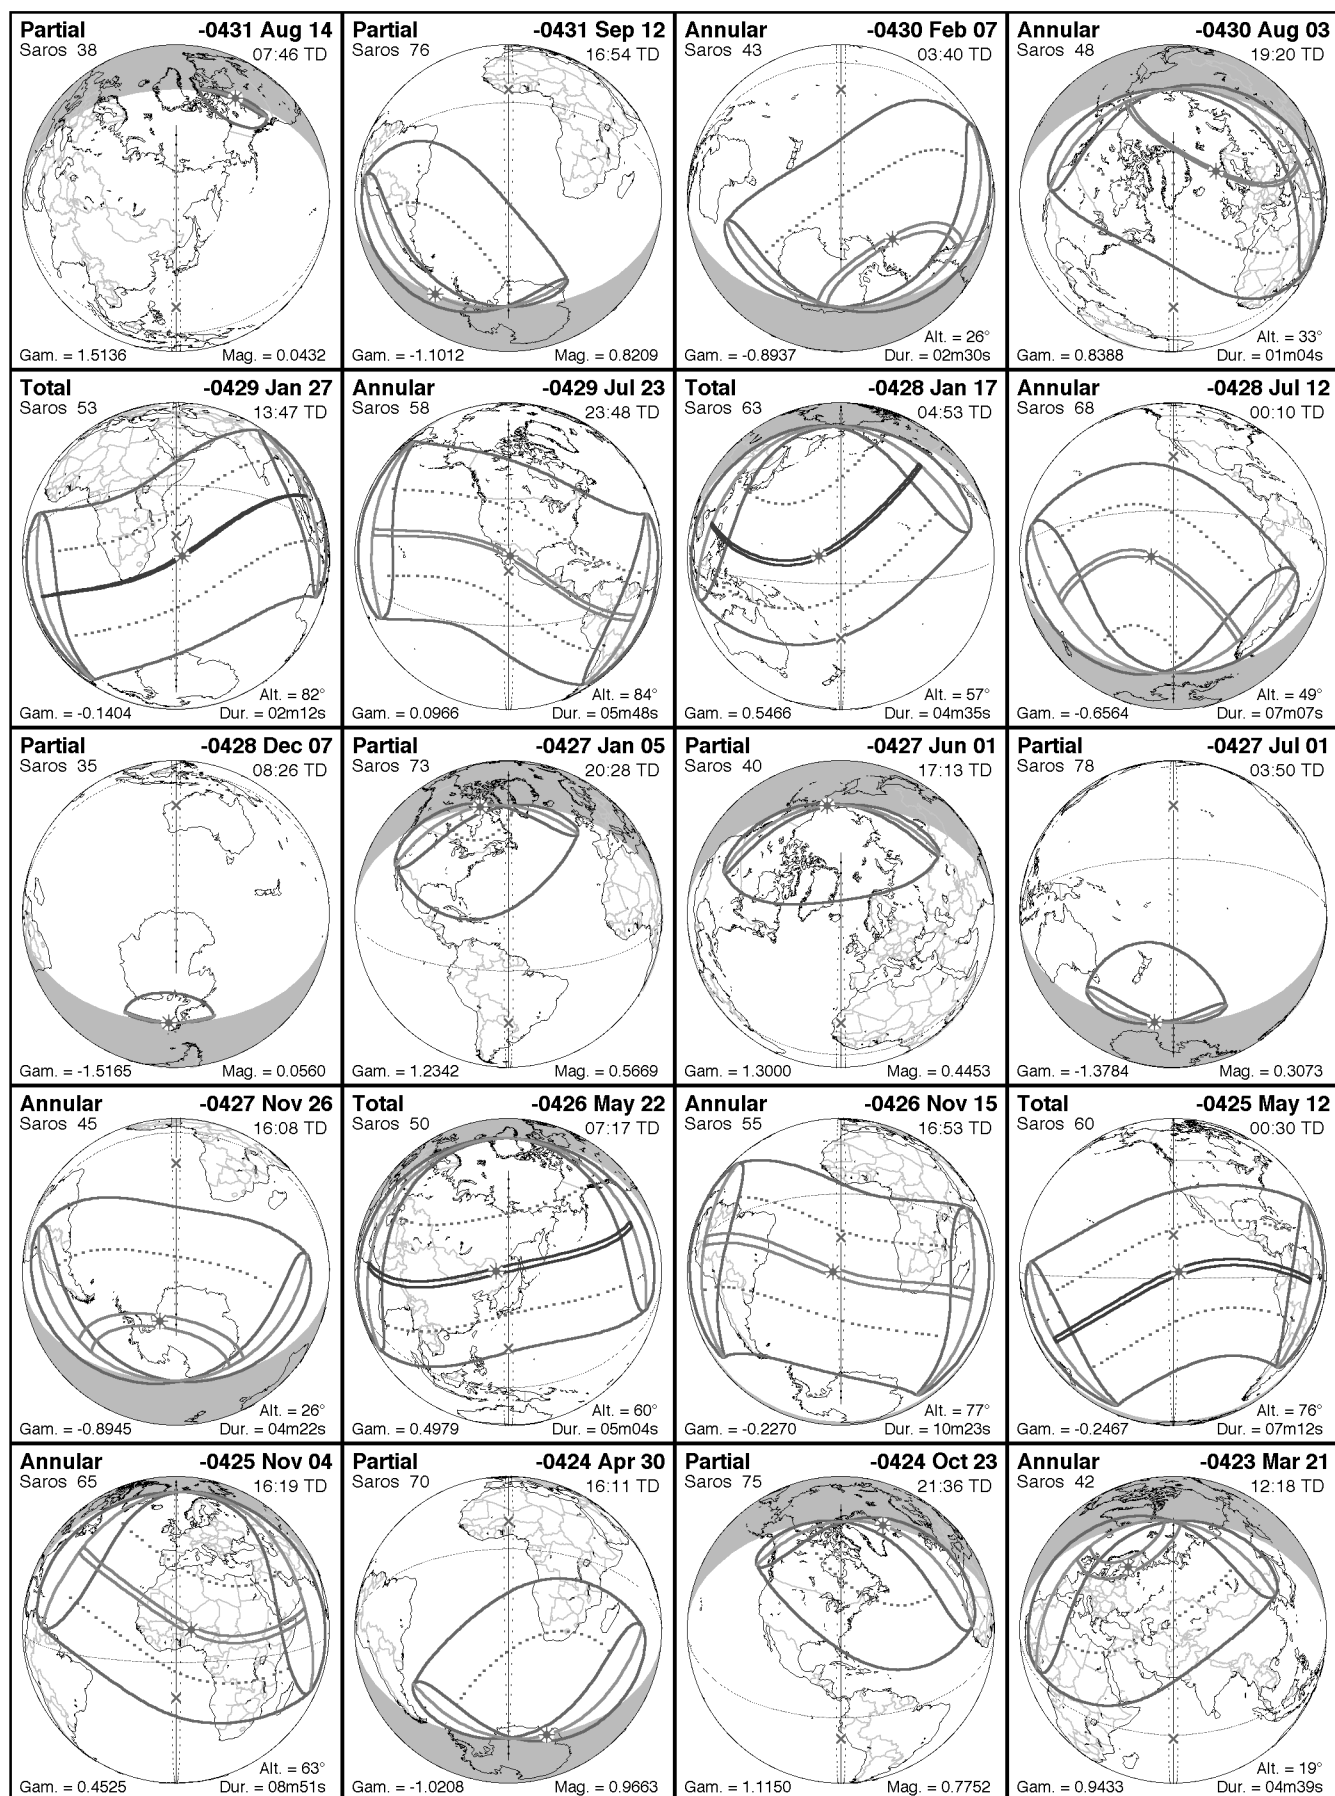 Partial -0431 Aug 14
Saros 38 07:46 TD
Gam. = 1.5136 Mag. = 0.0432
Partial -0431 Sep 12
Saros 76 16:54 TD
Gam. = -1.1012 Mag. = 0.8209
Annular -0430 Feb 07
Saros 43 03:40 TD
Alt. = 26°
Gam. = -0.8937 Dur. = 02m30s
Annular -0430 Aug 03
Saros 48 19:20 TD
Alt. = 33°
Gam. = 0.8388 Dur. = 01m04s
Total -0429 Jan 27
Saros 53 13:47 TD
Alt. = 82°
Gam. = -0.1404 Dur. = 02m12s
Annular -0429 Jul 23
Saros 58 23:48 TD
Alt. = 84°
Gam. = 0.0966 Dur. = 05m48s
Total -0428 Jan 17
Saros 63 04:53 TD
Alt. = 57°
Gam. = 0.5466 Dur. = 04m35s
Annular -0428 Jul 12
Saros 68 00:10 TD
Alt. = 49°
Gam. = -0.6564 Dur. = 07m07s
Partial -0428 Dec 07
Saros 35 08:26 TD
Gam. = -1.5165 Mag. = 0.0560
Partial -0427 Jan 05
Saros 73 20:28 TD
Gam. = 1.2342 Mag. = 0.5669
Partial -0427 Jun 01
Saros 40 17:13 TD
Gam. = 1.3000 Mag. = 0.4453
Partial -0427 Jul 01
Saros 78 03:50 TD
Gam. = -1.3784 Mag. = 0.3073
Annular -0427 Nov 26
Saros 45 16:08 TD
Alt. = 26°
Gam. = -0.8945 Dur. = 04m22s
Total -0426 May 22
Saros 50 07:17 TD
Alt. = 60°
Gam. = 0.4979 Dur. = 05m04s
Annular -0426 Nov 15
Saros 55 16:53 TD
Alt. = 77°
Gam. = -0.2270 Dur. = 10m23s
Total -0425 May 12
Saros 60 00:30 TD
Alt. = 76°
Gam. = -0.2467 Dur. = 07m12s
Annular -0425 Nov 04
Saros 65 16:19 TD
Alt. = 63°
Gam. = 0.4525 Dur. = 08m51s
Partial -0424 Apr 30
Saros 70 16:11 TD
Gam. = -1.0208 Mag. = 0.9663
Partial -0424 Oct 23
Saros 75 21:36 TD
Gam. = 1.1150 Mag. = 0.7752
Annular -0423 Mar 21
Saros 42 12:18 TD
Alt. = 19°
Gam. = 0.9433 Dur. = 04m39s